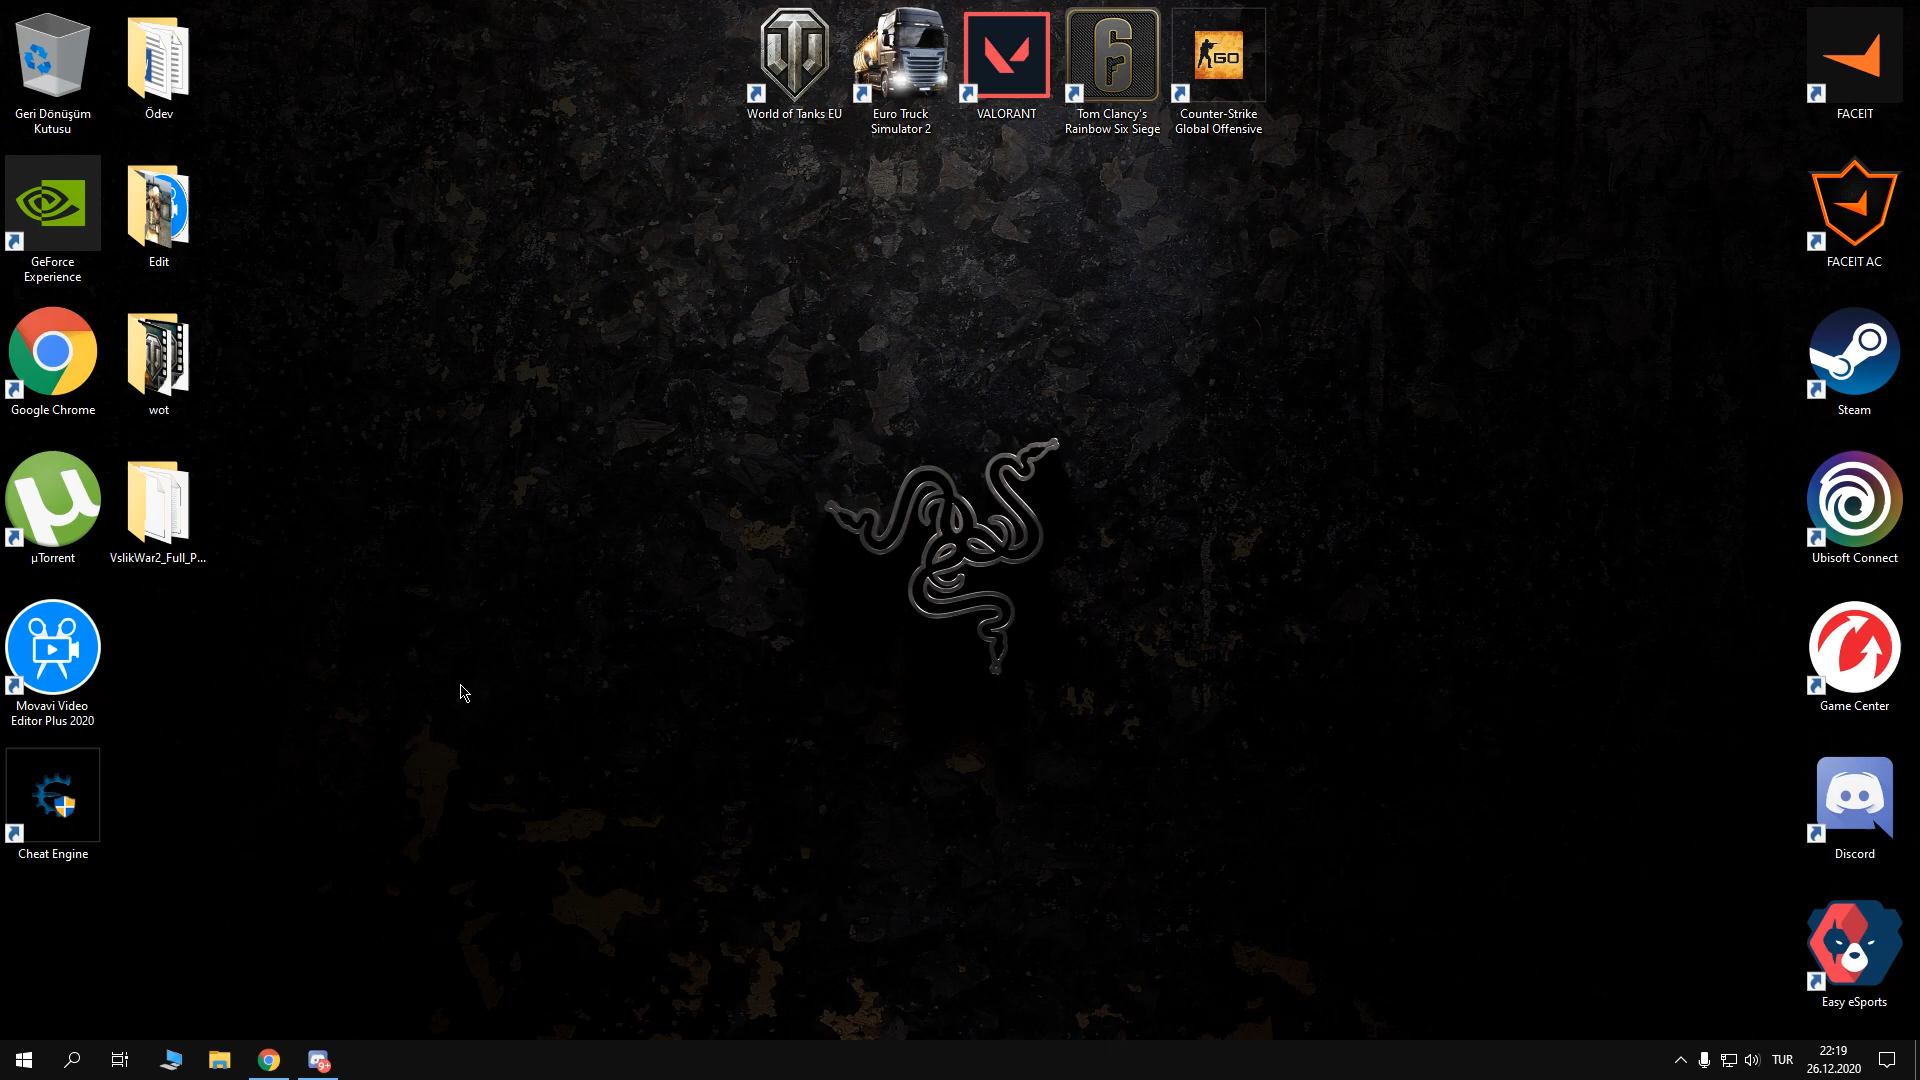 Geri Dönüşüm
Kutusu
Ödev
World of Tanks EU
Euro Truck
Simulator 2
VALORANT
Tom Clancy's
Rainbow Six Siege
GO
Counter-Strike
Global Offensive
FACEIT
GeForce
Experience
Edit
FACEIT AC
Google Chrome
wot
Steam
µTorrent
VslikWar2_Full_P...
Ubisoft Connect
Movavi Video
Editor Plus 2020
Game Center
Cheat Engine
Discord
Easy eSports
9+
TUR
22:19
26.12.2020